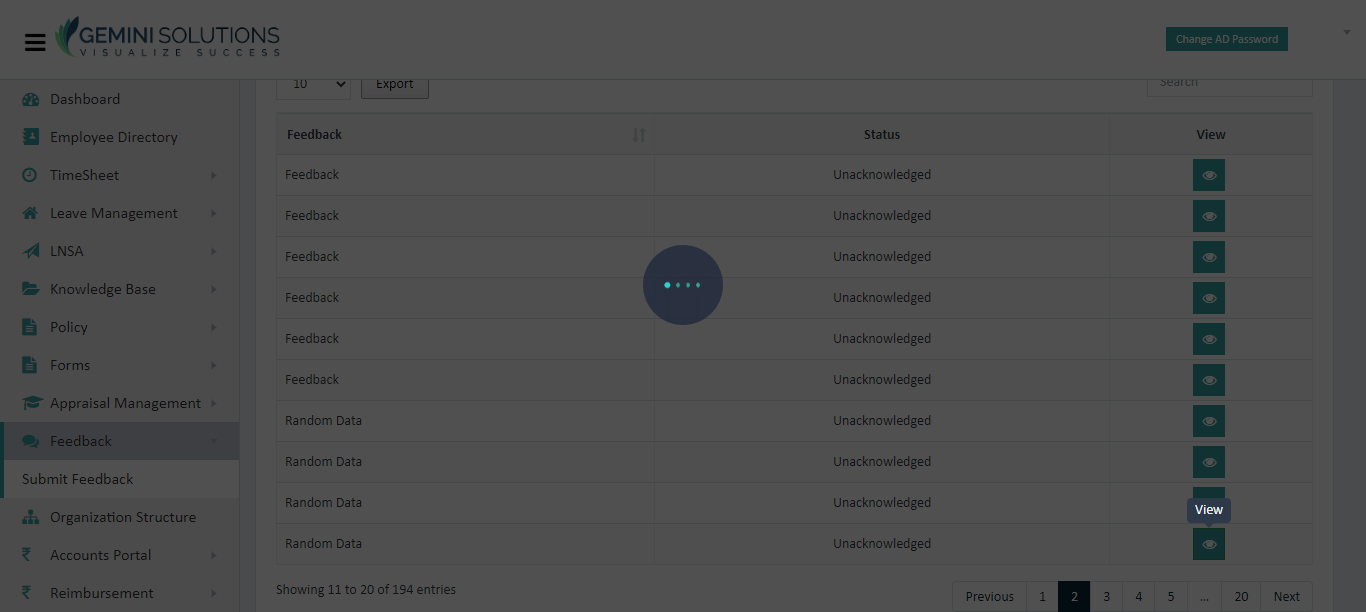 GEMINI SOLUTIONS
VISUALIZE SUCCESS
Change AD Password
Dashboard
Employee Directory
TimeSheet
Leave Management
LNSA
Knowledge Base
Policy
Forms
Appraisal Management
Feedback
Submit Feedback
Organization Structure
Accounts Portal
Reimbursement
10 Export Search
Feedback Status View
Feedback Unacknowledged
Feedback Unacknowledged
Feedback Unacknowledged
Feedback Unacknowledged
Feedback Unacknowledged
Feedback Unacknowledged
Random Data Unacknowledged
Random Data Unacknowledged
Random Data Unacknowledged
View
Random Data Unacknowledged
Showing 11 to 20 of 194 entries
Previous 1 2 3 4 5 ... 20 Next